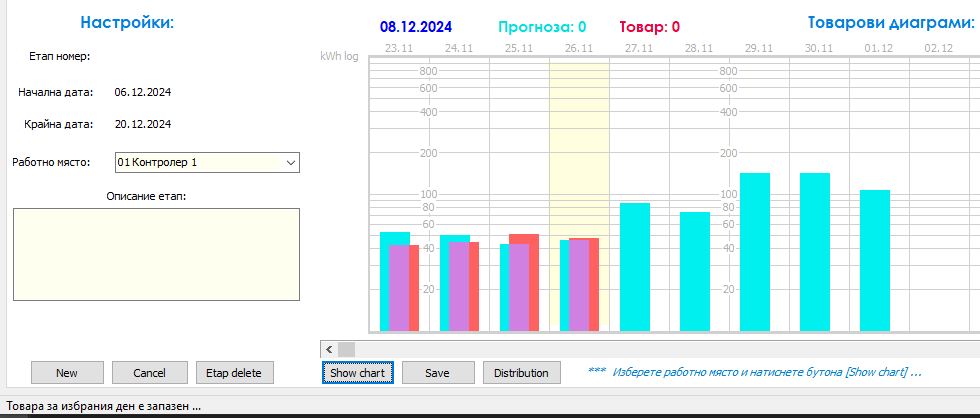 Настройки:
08.12.2024 Прогноза: 0 Товар: 0 Товарови диаграми:
kWh log 23.11 24.11 25.11 26.11 27.11 28.11 29.11 30.11 01.12 02.12
Етап номер:
Начална дата: 06.12.2024
Крайна дата: 20.12.2024
Работно място: 01 Контролер 1
Описание етап:
800 800
600 600
400 400
200 200
100 100
80 80
60 60
40 40
20 20
<
New Cancel Etap delete Show chart Save Distribution *** Изберете работно място и натиснете бутона [Show chart] ...
Товара за избрания ден е запазен ...